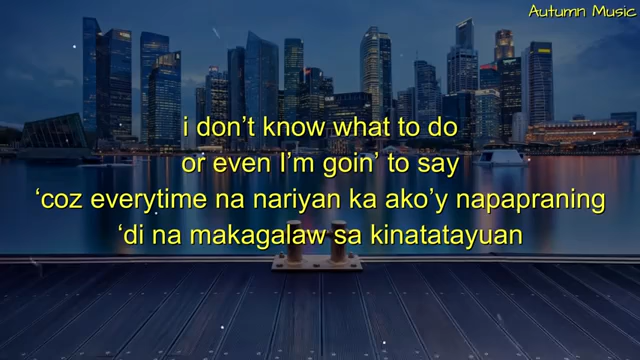 Autumn Music
i don’t know what to do
or even I’m goin’ to say
‘coz everytime na nariyan ka ako’y napapraning
‘di na makagalaw sa kinatatayuan